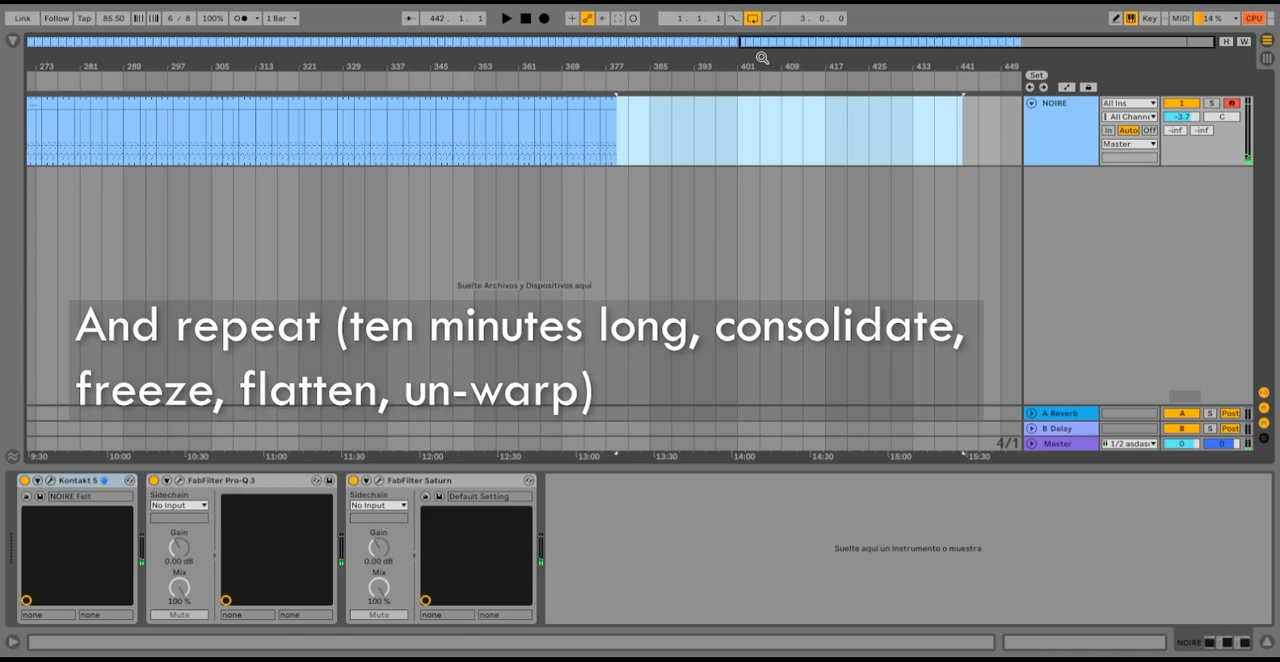 Link Follow Tap 85.50 6 / 8 100% 1 Bar 442. 1. 1 1. 1. 1 3. 0. 0 Key MIDI 14 % CPU
H W
273 281 289 297 305 313 321 329 337 345 353 361 369 377 385 393 401 409 417 425 433 441 449
Set
NOIRE All Ins 1 S
All Channe -3.7 C
In Auto Off -inf -inf
Master
Suelte Archivos y Dispositivos aquí
And repeat (ten minutes long, consolidate,
freeze, flatten, un-warp)
A Reverb A S Post
B Delay B S Post
4/1 Master 1/2 0 0
9:30 10:00 10:30 11:00 11:30 12:00 12:30 13:00 13:30 14:00 14:30 15:00 15:30
Kontakt 5 FabFilter Pro-Q 3 FabFilter Saturn
NOIRE Felt Sidechain Sidechain Default Setting
No Input No Input
Gain Gain
0.00 dB 0.00 dB
Suelte aquí un Instrumento o muestra
Mix Mix
100 % 100 %
none none Mute none none Mute none none
NOIRE